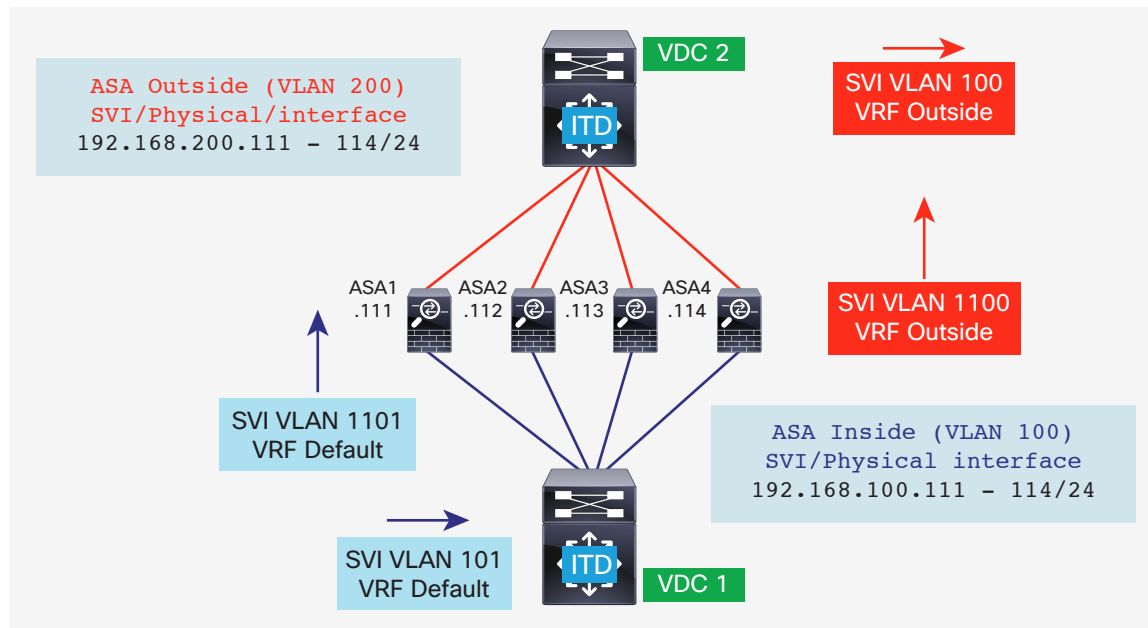 VDC 2
ITD
SVI VLAN 100
VRF Outside
ASA Outside (VLAN 200)
SVI/Physical/interface
192.168.200.111 - 114/24
ASA1
.111
ASA2
.112
ASA3
.113
ASA4
.114
SVI VLAN 1100
VRF Outside
SVI VLAN 1101
VRF Default
ASA Inside (VLAN 100)
SVI/Physical interface
192.168.100.111 - 114/24
SVI VLAN 101
VRF Default
ITD
VDC 1